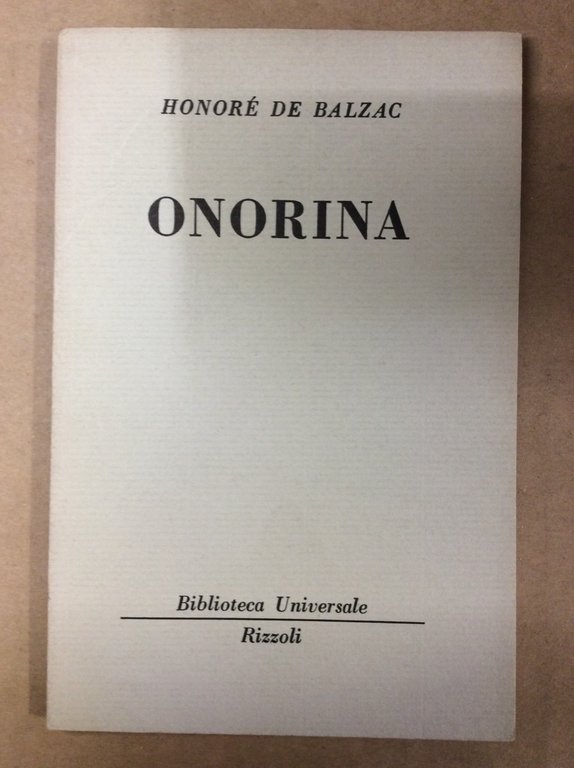 HONORÉ DE BALZAC
ONORINA
Biblioteca Universale
Rizzoli